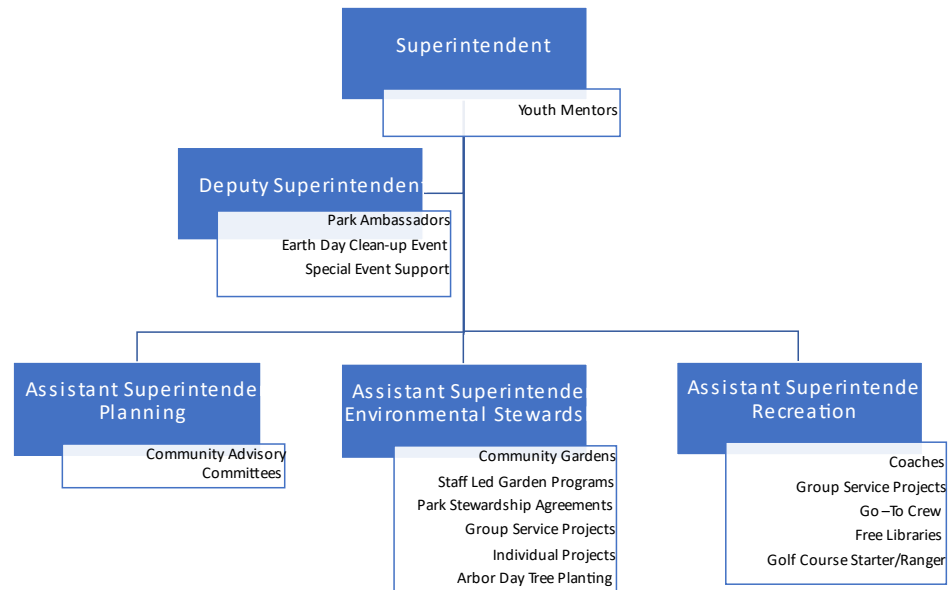 Superintendent
Youth Mentors
Deputy Superintendent
Park Ambassadors
Earth Day Clean-up Event
Special Event Support
Assistant Superintende
Planning
Community Advisory
Committees
Assistant Superintende
Environmental Stewards
Community Gardens
Staff Led Garden Programs
Park Stewardship Agreements
Group Service Projects
Individual Projects
Arbor Day Tree Planting
Assistant Superintende
Recreation
Coaches
Group Service Projects
Go –To Crew
Free Libraries
Golf Course Starter/Ranger